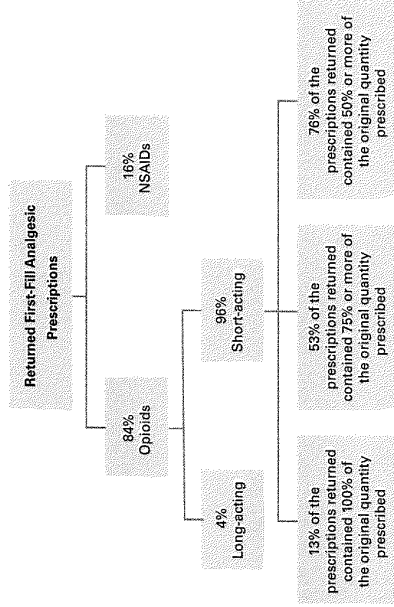 Returned First-Fill Analgesic
Prescriptions
84%
Opioids
16%
NSAIDs
4%
Long-acting
96%
Short-acting
13% of the
prescriptions returned
contained 100% of
the original quantity
prescribed
53% of the
prescriptions returned
contained 75% or more of
the original quantity
prescribed
76% of the
prescriptions returned
contained 50% or more of
the original quantity
prescribed